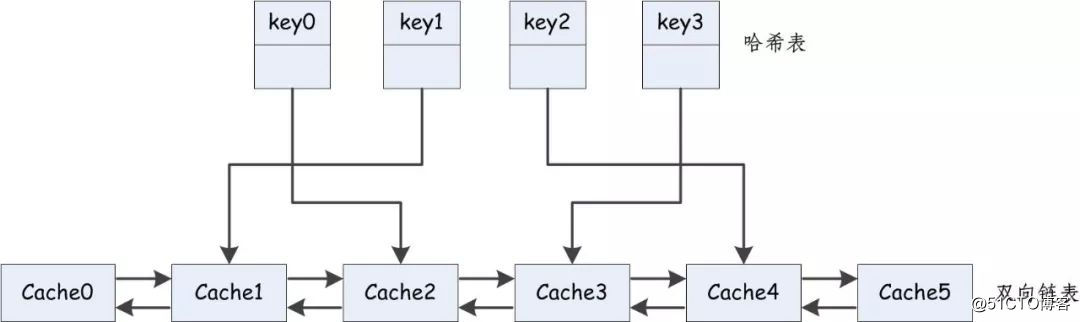 key0
key1
key2
key3
哈希表
Cache0
Cache1
Cache2
Cache3
Cache4
Cache5
双向链表
@51CTO博客